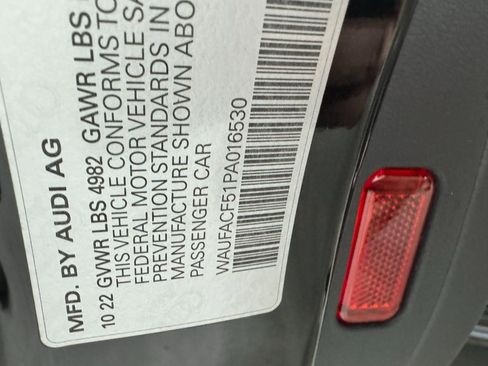 MFD. BY AUDI AG
10 22 GVWR LBS 4982 GAWR LBS
THIS VEHICLE CONFORMS TO
FEDERAL MOTOR VEHICLE SA
PREVENTION STANDARDS IN
MANUFACTURE SHOWN ABO
PASSENGER CAR
WAUFACF51PA016530